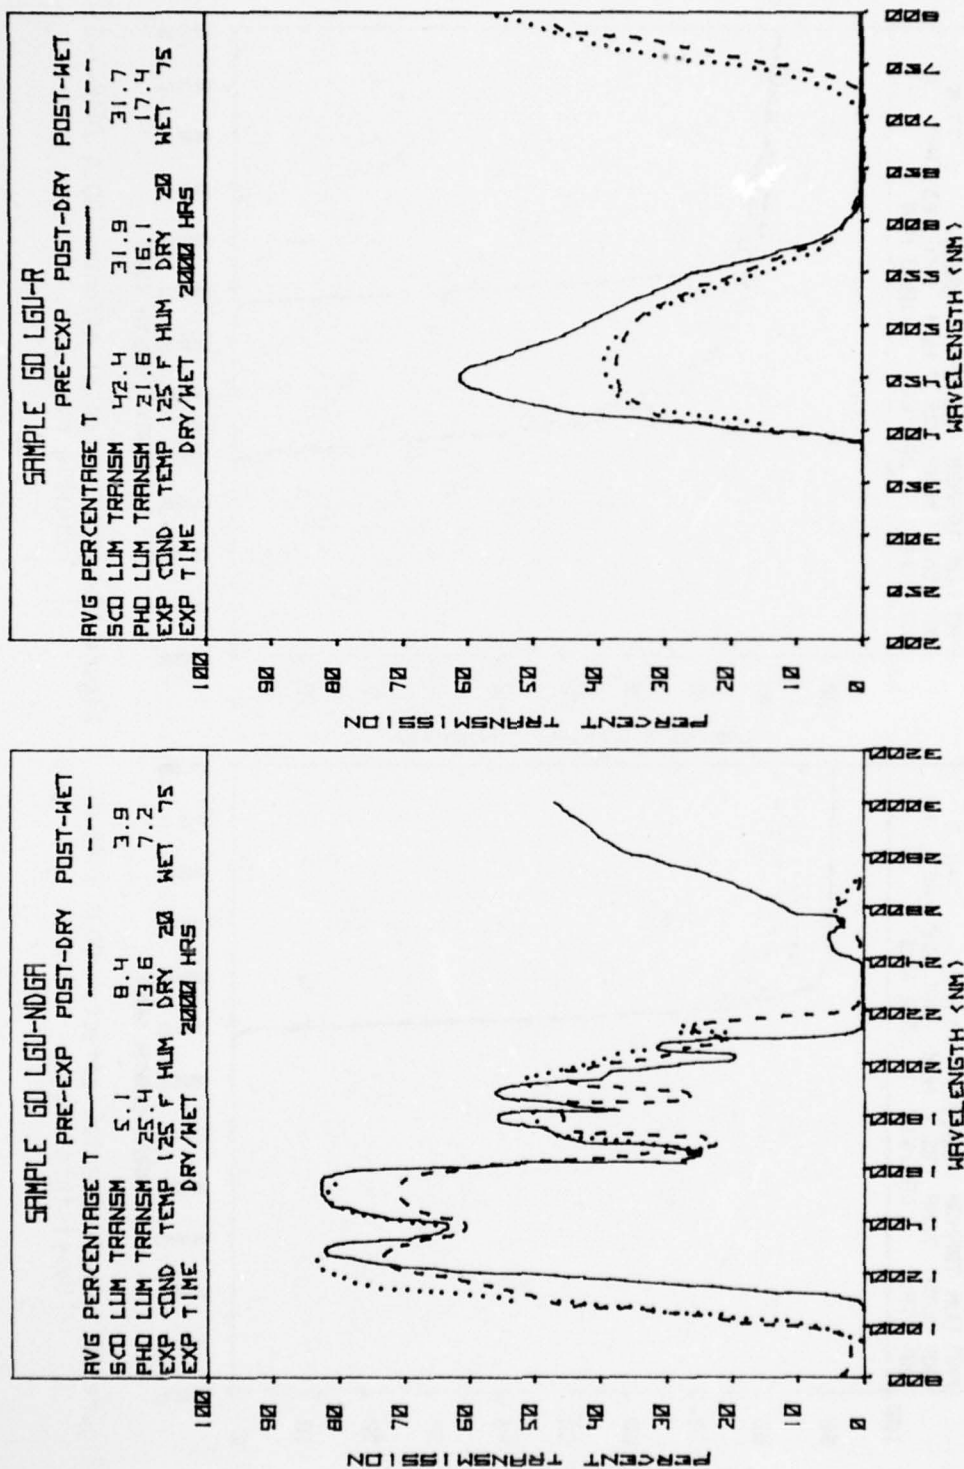 SAMPLE GO LGU-NDGA
PRE-EXP POST-DRY POST-WET
AVG PERCENTAGE T
SCO LUM TRANSM 5.1 8.4 3.9
PHO LUM TRANSM 25.4 13.6 7.2
EXP COND TEMP 125 F HUM DRY 20 WET 75
EXP TIME DRY/WET 2000 HRS
100
90
80
70
60
50
40
30
20
10
0
PERCENT TRANSMISSION
800 1000 1200 1400 1600 1800 2000 2200 2400 2600 2800 3000 3200
WAVELENGTH <NM>
SAMPLE GO LGU-R
PRE-EXP POST-DRY POST-WET
AVG PERCENTAGE T
SCO LUM TRANSM 42.4 31.9 31.7
PHO LUM TRANSM 21.6 16.1 17.4
EXP COND TEMP 125 F HUM DRY 20 WET 75
EXP TIME DRY/WET 2000 HRS
100
90
80
70
60
50
40
30
20
10
0
PERCENT TRANSMISSION
200 250 300 350 400 450 500 550 600 650 700 750 800
WAVELENGTH <NM>